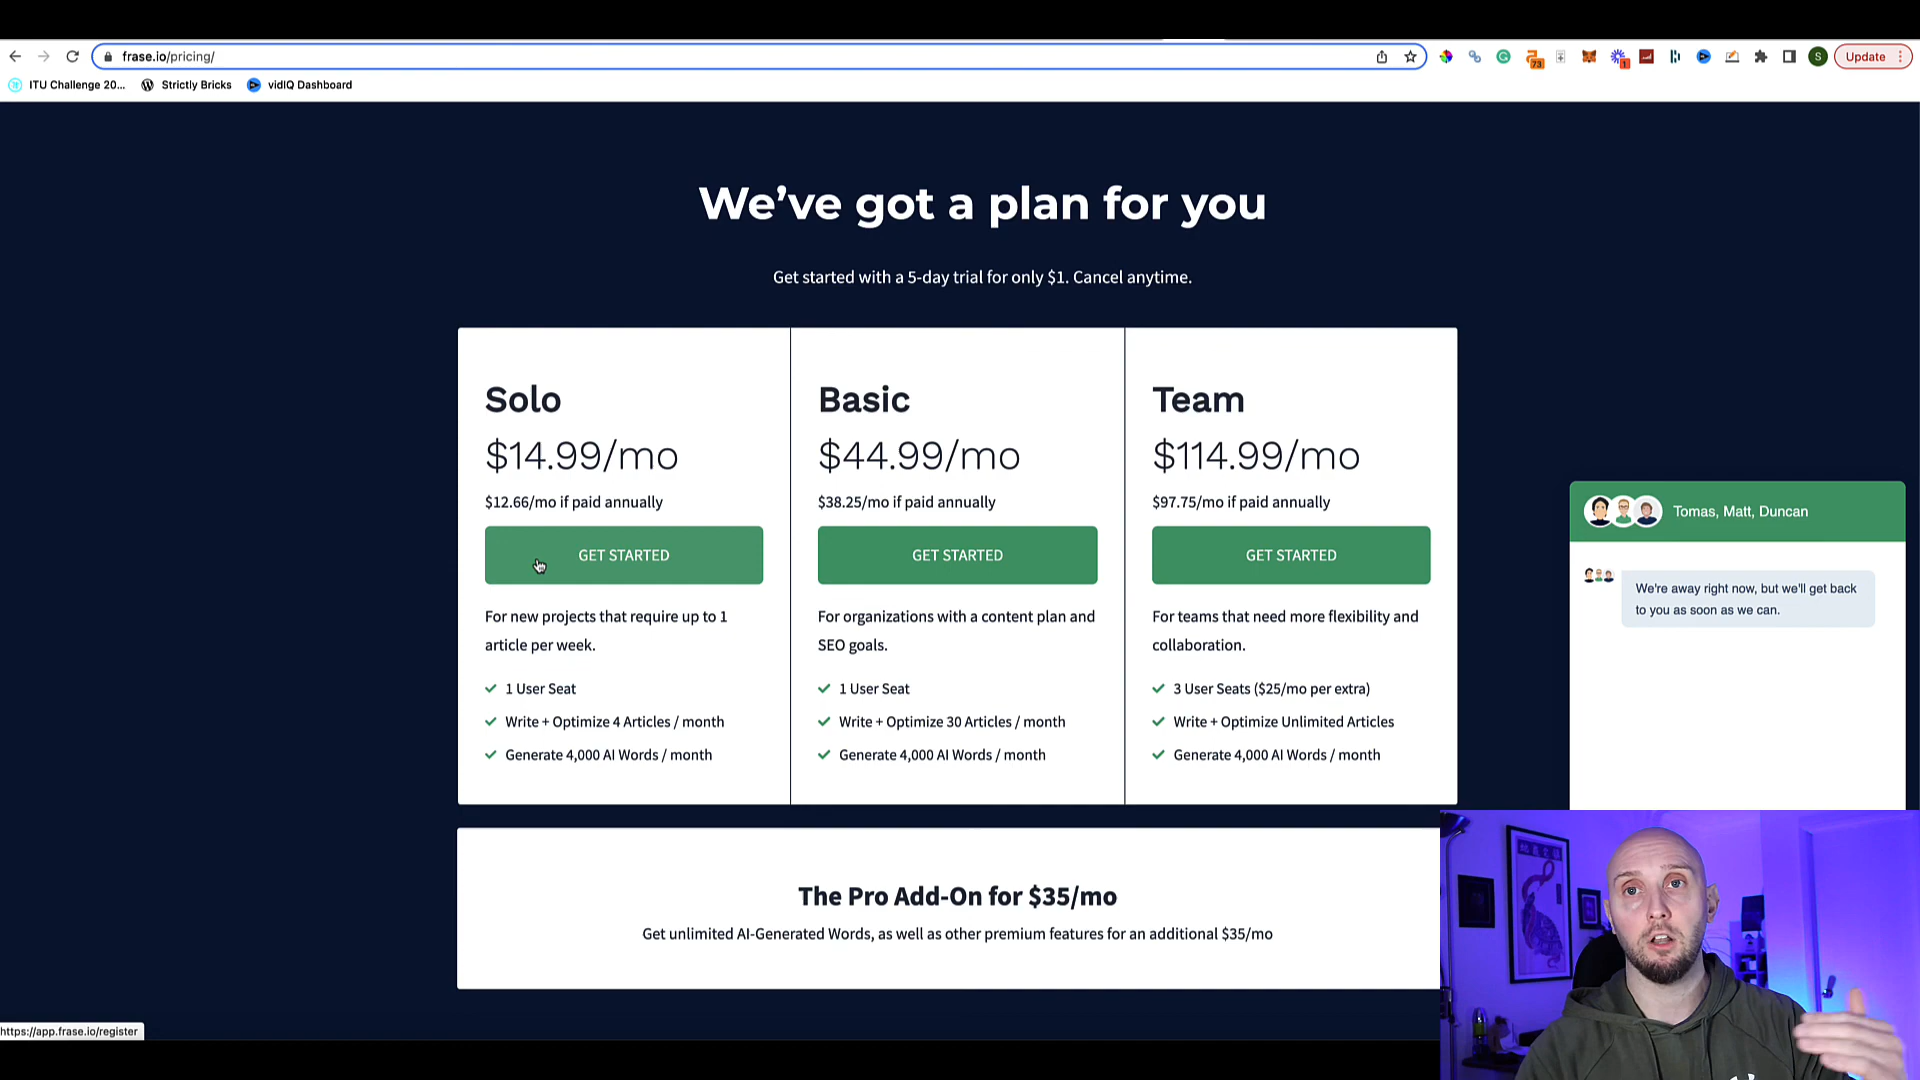 frase.io/pricing/
73
1
S
Update
ITU Challenge 20...
Strictly Bricks
vidIQ Dashboard
We've got a plan for you
Get started with a 5-day trial for only $1. Cancel anytime.
Solo
$14.99/mo
$12.66/mo if paid annually
GET STARTED
For new projects that require up to 1
article per week.
1 User Seat
Write + Optimize 4 Articles / month
Generate 4,000 AI Words / month
Basic
$44.99/mo
$38.25/mo if paid annually
GET STARTED
For organizations with a content plan and
SEO goals.
1 User Seat
Write + Optimize 30 Articles / month
Generate 4,000 AI Words / month
Team
$114.99/mo
$97.75/mo if paid annually
GET STARTED
For teams that need more flexibility and
collaboration.
3 User Seats ($25/mo per extra)
Write + Optimize Unlimited Articles
Generate 4,000 AI Words / month
Tomas, Matt, Duncan
We're away right now, but we'll get back
to you as soon as we can.
The Pro Add-On for $35/mo
Get unlimited AI-Generated Words, as well as other premium features for an additional $35/mo
https://app.frase.io/register